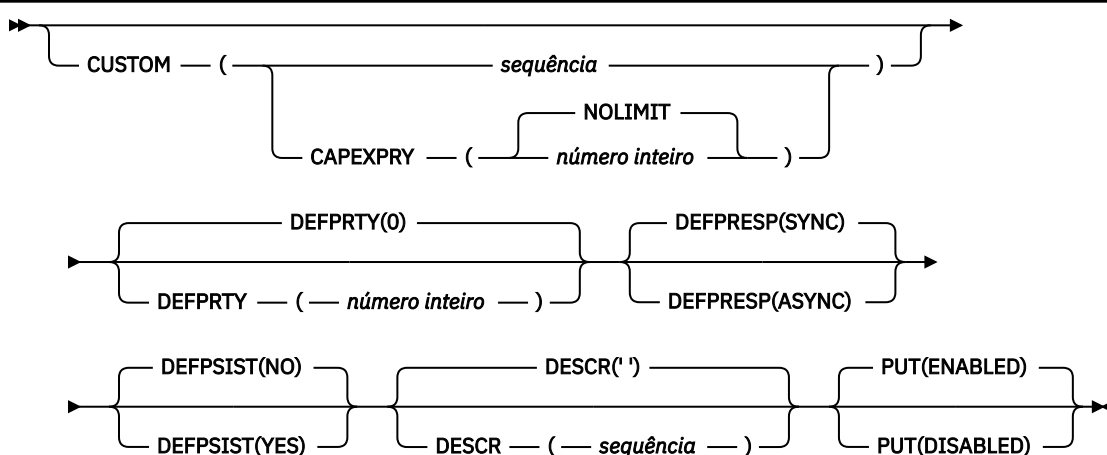 CUSTOM ( sequência )
NOLIMIT
CAPEXPRY ( número inteiro )
DEFPRTY(0) DEFPRESP(SYNC)
DEFPRTY ( número inteiro ) DEFPRESP(ASYNC)
DEFPSIST(NO) DESCR(' ') PUT(ENABLED)
DEFPSIST(YES) DESCR ( sequência ) PUT(DISABLED)